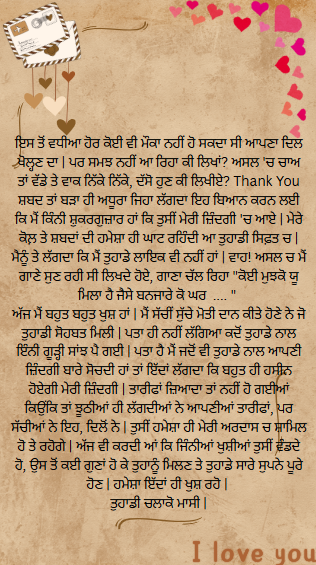 ਇਸ ਤੋਂ ਵਧੀਆ ਹੋਰ ਕੋਈ ਵੀ ਮੌਕਾ ਨਹੀਂ ਹੋ ਸਕਦਾ ਸੀ ਆਪਣਾ ਦਿਲ
ਖੋਲ੍ਹਣ ਦਾ | ਪਰ ਸਮਝ ਨਹੀਂ ਆ ਰਿਹਾ ਕੀ ਲਿਖਾਂ? ਅਸਲ 'ਚ ਚਾਅ
ਤਾਂ ਵੱਡੇ ਤੇ ਵਾਕ ਨਿੱਕੇ ਨਿੱਕੇ, ਦੱਸੋ ਹੁਣ ਕੀ ਲਿਖੀਏ? Thank You
ਸ਼ਬਦ ਤਾਂ ਬੜਾ ਹੀ ਅਧੂਰਾ ਜਿਹਾ ਲੱਗਦਾ ਇਹ ਬਿਆਨ ਕਰਨ ਲਈ
ਕਿ ਮੈਂ ਕਿੰਨੀ ਸ਼ੁਕਰਗੁਜ਼ਾਰ ਹਾਂ ਕਿ ਤੁਸੀਂ ਮੇਰੀ ਜ਼ਿੰਦਗੀ 'ਚ ਆਏ | ਮੇਰੇ
ਕੋਲ ਤੇ ਸ਼ਬਦਾਂ ਦੀ ਹਮੇਸ਼ਾ ਹੀ ਘਾਟ ਰਹਿੰਦੀ ਆ ਤੁਹਾਡੀ ਸਿਫ਼ਤ ਚ |
ਮੈਨੂੰ ਤੇ ਲੱਗਦਾ ਕਿ ਮੈਂ ਤੁਹਾਡੇ ਲਾਇਕ ਵੀ ਨਹੀਂ ਹਾਂ | ਵਾਹ! ਅਸਲ ਚ ਮੈਂ
ਗਾਣੇ ਸੁਣ ਰਹੀ ਸੀ ਲਿਖਦੇ ਹੋਏ, ਗਾਣਾ ਚੱਲ ਰਿਹਾ "ਕੋਈ ਮੁਝਕੋ ਯੂ
ਮਿਲਾ ਹੈ ਜੈਸੇ ਬਨਜਾਰੇ ਕੋ ਘਰ .... "
ਅੱਜ ਮੈਂ ਬਹੁਤ ਬਹੁਤ ਖੁਸ਼ ਹਾਂ | ਮੈਂ ਸੱਚੀਂ ਸੁੱਚੇ ਮੋਤੀ ਦਾਨ ਕੀਤੇ ਹੋਣੇ ਨੇ ਜੋ
ਤੁਹਾਡੀ ਸੋਹਬਤ ਮਿਲੀ | ਪਤਾ ਹੀ ਨਹੀਂ ਲੱਗਿਆ ਕਦੋਂ ਤੁਹਾਡੇ ਨਾਲ
ਇੰਨੀ ਗੂੜ੍ਹੀ ਸਾਂਝ ਪੈ ਗਈ | ਪਤਾ ਹੈ ਮੈਂ ਜਦੋਂ ਵੀ ਤੁਹਾਡੇ ਨਾਲ ਆਪਣੀ
ਜ਼ਿੰਦਗੀ ਬਾਰੇ ਸੋਚਦੀ ਹਾਂ ਤਾਂ ਇੰਦਾਂ ਲੱਗਦਾ ਕਿ ਬਹੁਤ ਹੀ ਹਸੀਨ
ਹੋਏਗੀ ਮੇਰੀ ਜ਼ਿੰਦਗੀ | ਤਾਰੀਫਾਂ ਜ਼ਿਆਦਾ ਤਾਂ ਨਹੀਂ ਹੋ ਗਈਆਂ
ਕਿਉਂਕਿ ਤਾਂ ਝੂਠੀਆਂ ਹੀ ਲੱਗਦੀਆਂ ਨੇ ਆਪਣੀਆਂ ਤਾਰੀਫਾਂ, ਪਰ
ਸੱਚੀਆਂ ਨੇ ਇਹ, ਦਿਲੋਂ ਨੇ | ਤੁਸੀਂ ਹਮੇਸ਼ਾ ਹੀ ਮੇਰੀ ਅਰਦਾਸ ਚ ਸ਼ਾਮਿਲ
ਹੋ ਤੇ ਰਹੋਗੇ | ਅੱਜ ਵੀ ਕਰਦੀ ਆਂ ਕਿ ਜਿੰਨੀਆਂ ਖੁਸ਼ੀਆਂ ਤੁਸੀਂ ਵੰਡਦੇ
ਹੋ, ਉਸ ਤੋਂ ਕਈ ਗੁਣਾਂ ਹੋ ਕੇ ਤੁਹਾਨੂੰ ਮਿਲਣ ਤੇ ਤੁਹਾਡੇ ਸਾਰੇ ਸੁਪਨੇ ਪੂਰੇ
ਹੋਣ | ਹਮੇਸ਼ਾ ਇੱਦਾਂ ਹੀ ਖੁਸ਼ ਰਹੋ |
ਤੁਹਾਡੀ ਚਲਾਕੋ ਮਾਸੀ |
I love you